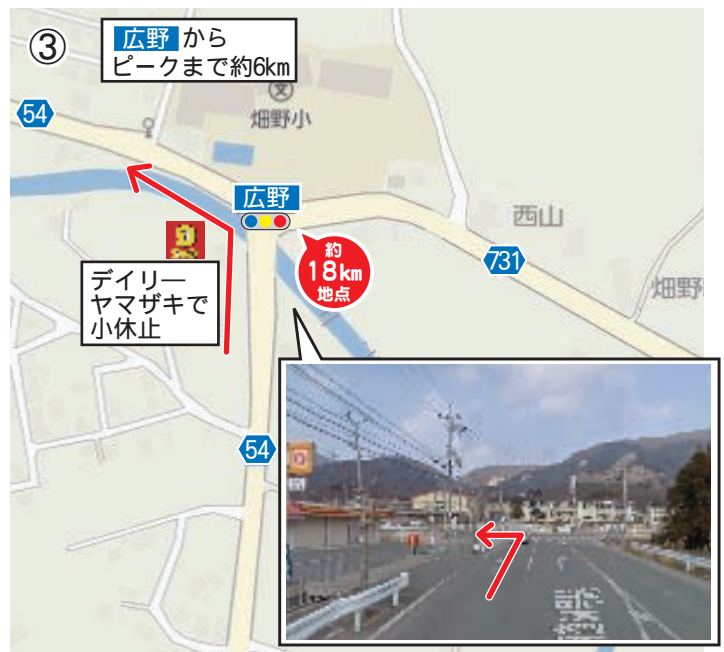 ③
広野 から
ピークまで約6km
54
畑野小
広野
西山
約
18km
地点
731
畑野
デイリー
ヤマザキで
小休止
54